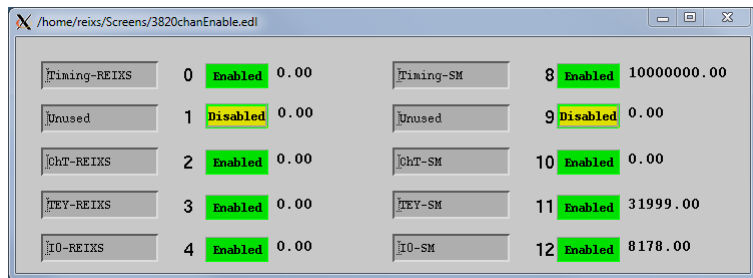 /home/reixs/Screens/3820chanEnable.edl
Timing-REIXS 0 Enabled 0.00 Timing-SM 8 Enabled 10000000.00
Unused 1 Disabled 0.00 Unused 9 Disabled 0.00
ChT-REIXS 2 Enabled 0.00 ChT-SM 10 Enabled 0.00
TEY-REIXS 3 Enabled 0.00 TEY-SM 11 Enabled 31999.00
I0-REIXS 4 Enabled 0.00 I0-SM 12 Enabled 8178.00